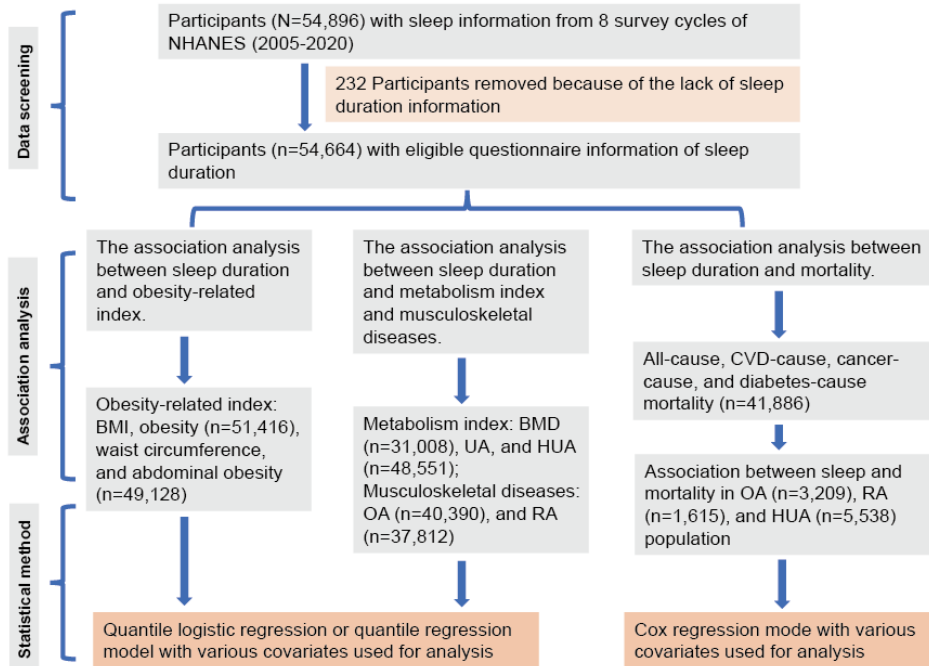 Data screening
Participants (N=54,896) with sleep information from 8 survey cycles of
NHANES (2005-2020)
232 Participants removed because of the lack of sleep
duration information
Participants (n=54,664) with eligible questionnaire information of sleep
duration
Association analysis
The association analysis
between sleep duration
and obesity-related
index.
Obesity-related index:
BMI, obesity (n=51,416),
waist circumference,
and abdominal obesity
(n=49,128)
The association analysis
between sleep duration
and metabolism index
and musculoskeletal
diseases.
Metabolism index: BMD
(n=31,008), UA, and HUA
(n=48,551);
Musculoskeletal diseases:
OA (n=40,390), and RA
(n=37,812)
The association analysis between
sleep duration and mortality.
All-cause, CVD-cause, cancer-
cause, and diabetes-cause
mortality (n=41,886)
Association between sleep and
mortality in OA (n=3,209), RA
(n=1,615), and HUA (n=5,538)
population
Statistical method
Quantile logistic regression or quantile regression
model with various covariates used for analysis
Cox regression mode with various
covariates used for analysis